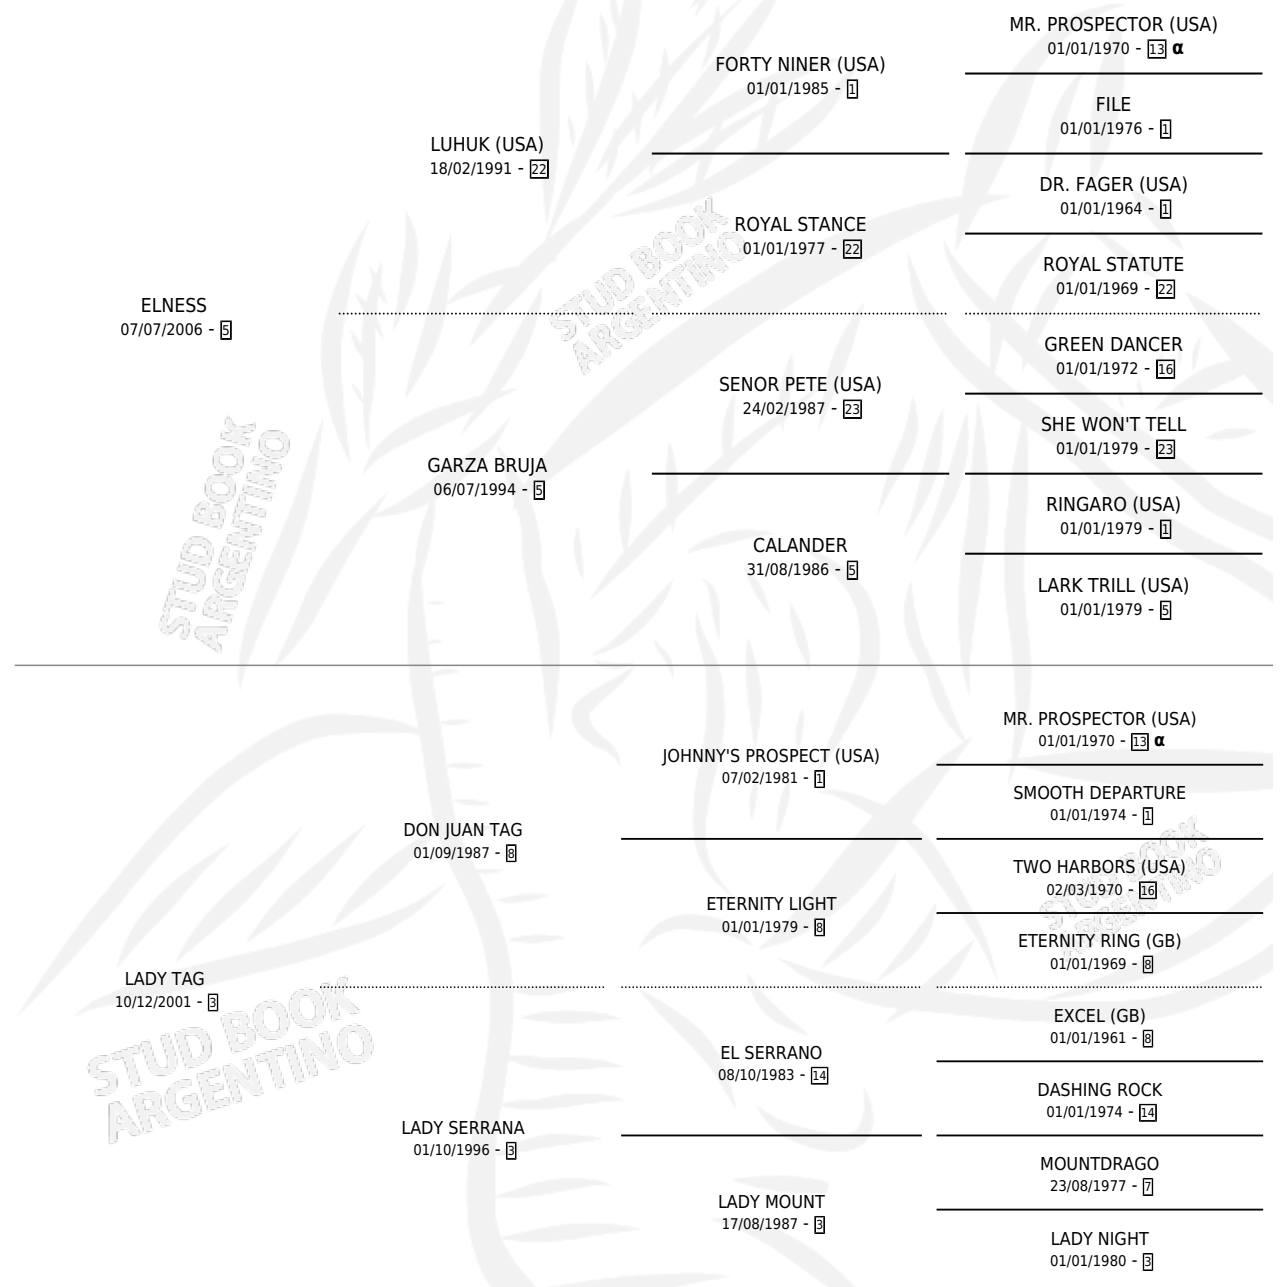 MR. PROSPECTOR (USA)
01/01/1970 - 13 α
FORTY NINER (USA)
01/01/1985 - 1
FILE
01/01/1976 - 1
LUHUK (USA)
18/02/1991 - 22
DR. FAGER (USA)
01/01/1964 - 1
ROYAL STANCE
01/01/1977 - 22
ROYAL STATUTE
01/01/1969 - 22
ELNESS
07/07/2006 - 5
GREEN DANCER
01/01/1972 - 16
SENOR PETE (USA)
24/02/1987 - 23
SHE WON'T TELL
01/01/1979 - 23
GARZA BRUJA
06/07/1994 - 5
RINGARO (USA)
01/01/1979 - 1
CALANDER
31/08/1986 - 5
LARK TRILL (USA)
01/01/1979 - 5
STUD BOOK
ARGENTINO
STUD BOOK
ARGENTINO
MR. PROSPECTOR (USA)
01/01/1970 - 13 α
JOHNNY'S PROSPECT (USA)
07/02/1981 - 1
SMOOTH DEPARTURE
01/01/1974 - 1
DON JUAN TAG
01/09/1987 - 8
TWO HARBORS (USA)
02/03/1970 - 16
ETERNITY LIGHT
01/01/1979 - 8
ETERNITY RING (GB)
01/01/1969 - 8
LADY TAG
10/12/2001 - 3
EXCEL (GB)
01/01/1961 - 8
EL SERRANO
08/10/1983 - 14
DASHING ROCK
01/01/1974 - 14
LADY SERRANA
01/10/1996 - 3
MOUNTDRAGO
23/08/1977 - 7
LADY MOUNT
17/08/1987 - 3
LADY NIGHT
01/01/1980 - 3
STUD BOOK
ARGENTINO
STUD BOOK
ARGENTINO